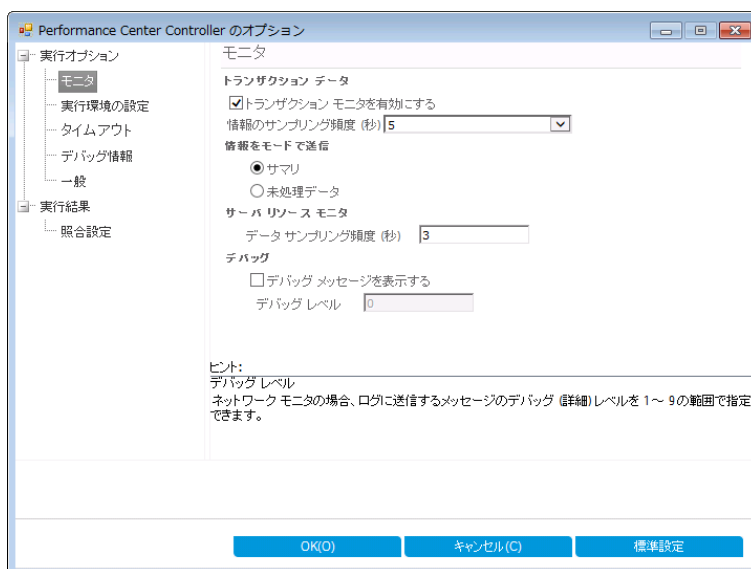 Performance Center Controller のオプション
実行オプション
モニタ
実行環境の設定
タイムアウト
デバッグ情報
一般
実行結果
照合設定
モニタ
トランザクション データ
トランザクション モニタを有効にする
情報のサンプリング頻度 (秒) 5
情報をモードで送信
サマリ
未処理データ
サーバ リソース モニタ
データ サンプリング頻度 (秒) 3
デバッグ
デバッグ メッセージを表示する
デバッグ レベル 0
ヒント:
デバッグ レベル
ネットワーク モニタの場合、ログに送信するメッセージのデバッグ (詳細) レベルを 1 ~ 9 の範囲で指定
できます。
OK(O) キャンセル(C) 標準設定